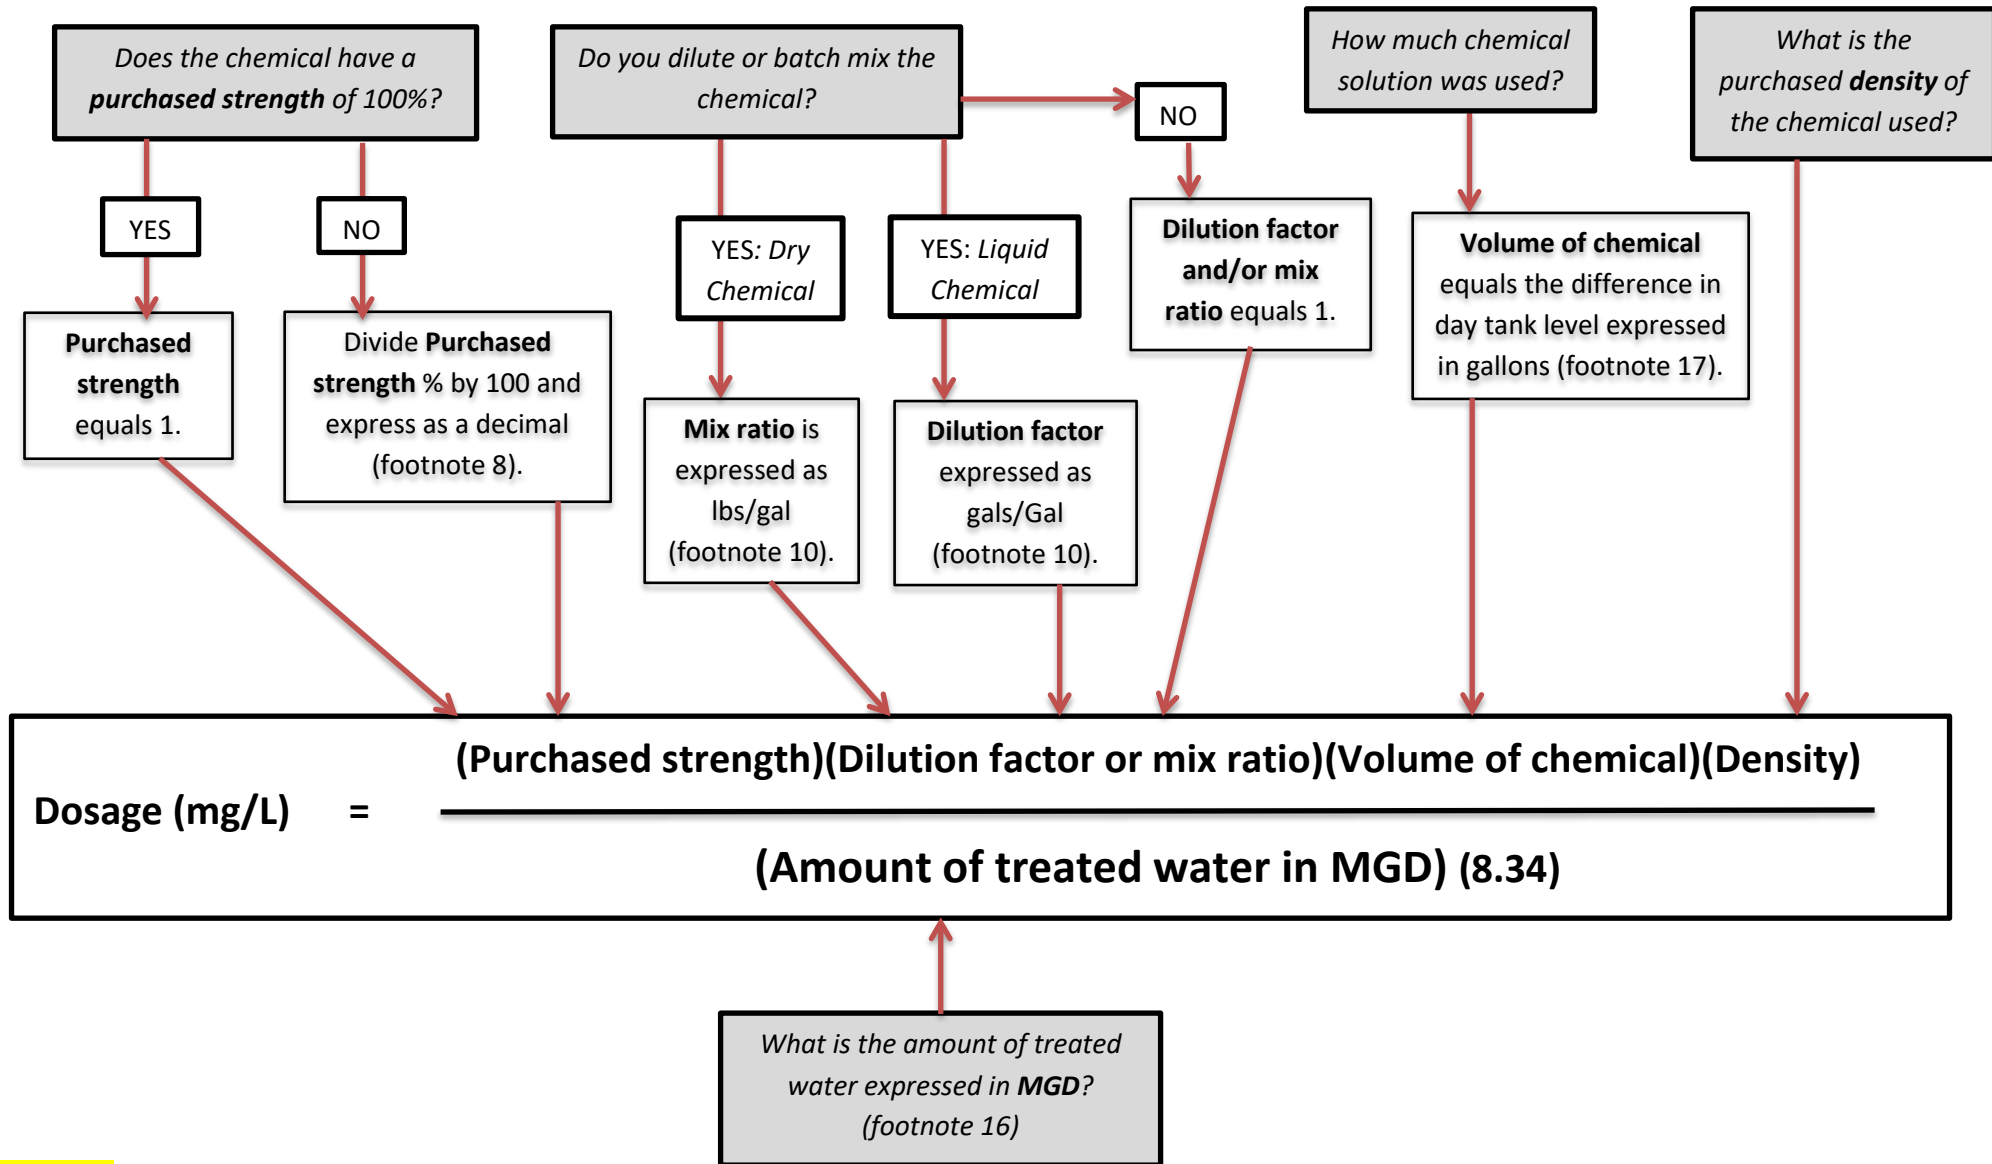 Does the chemical have a
purchased strength of 100%?
YES
NO
Purchased
strength
equals 1.
Divide Purchased
strength % by 100 and
express as a decimal
(footnote 8).
Do you dilute or batch mix the
chemical?
YES: Dry
Chemical
YES: Liquid
Chemical
NO
Mix ratio is
expressed as
lbs/gal
(footnote 10).
Dilution factor
expressed as
gals/Gal
(footnote 10).
Dilution factor
and/or mix
ratio equals 1.
How much chemical
solution was used?
Volume of chemical
equals the difference in
day tank level expressed
in gallons (footnote 17).
What is the
purchased density of
the chemical used?
Dosage (mg/L) =
(Purchased strength)(Dilution factor or mix ratio)(Volume of chemical)(Density)
(Amount of treated water in MGD) (8.34)
What is the amount of treated
water expressed in MGD?
(footnote 16)